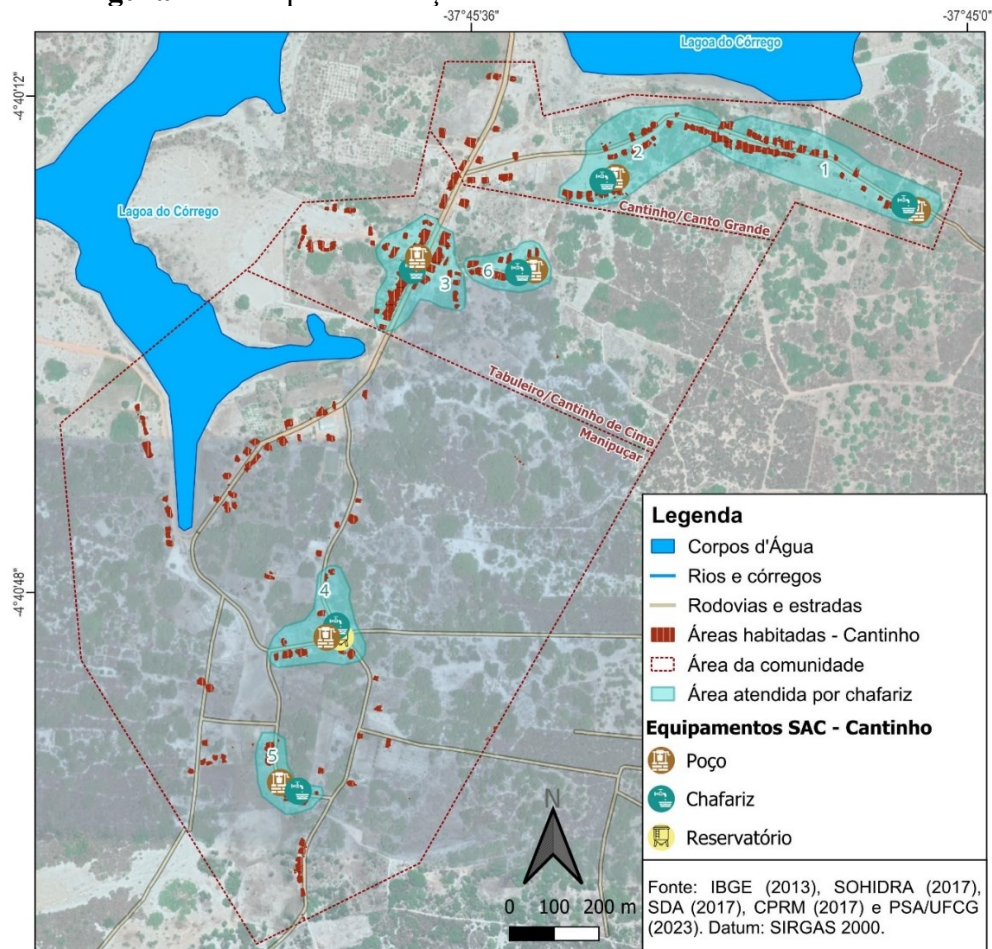 -37°45'36"
-37°45'0"
-4°40'12"
Lagoa do Córrego
2
1
Lagoa do Córrego
Cantinho/Canto Grande
6
3
Tabuleiro/Cantinho de Cima
Manipuçar
-4°40'48"
4
5
N
0 100 200 m
Legenda
Corpos d'Água
Rios e córregos
Rodovias e estradas
Áreas habitadas - Cantinho
Área da comunidade
Área atendida por chafariz
Equipamentos SAC - Cantinho
Poço
Chafariz
Reservatório
Fonte: IBGE (2013), SOHIDRA (2017),
SDA (2017), CPRM (2017) e PSA/UFCG
(2023). Datum: SIRGAS 2000.